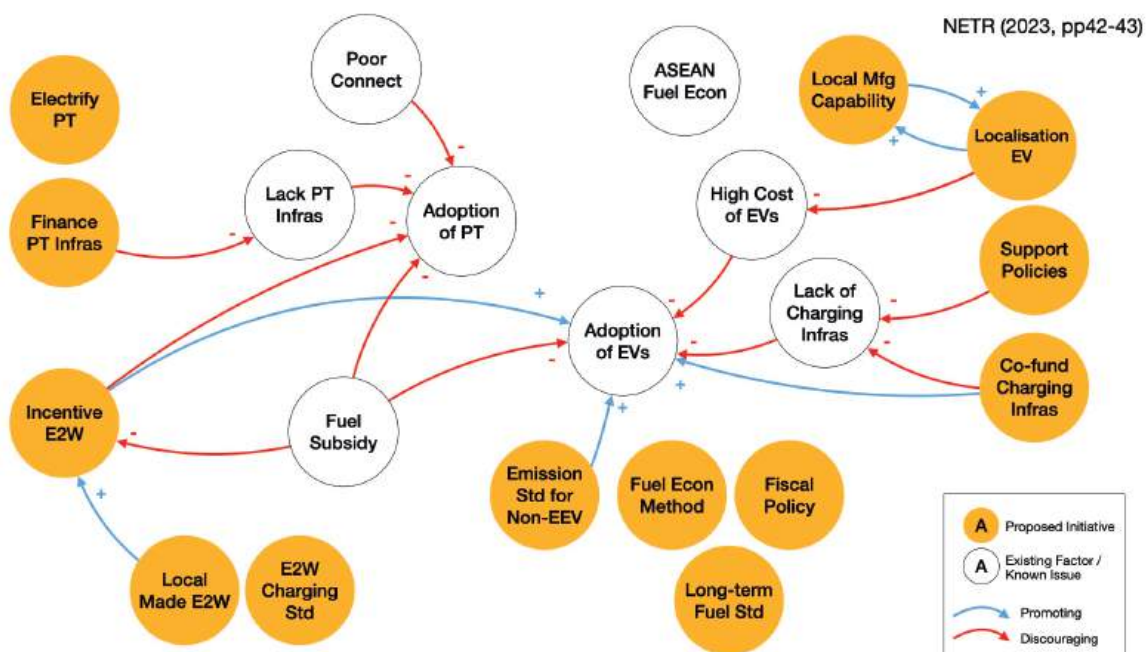 NETR (2023, pp42-43)
Electrify
PT
Poor
Connect
ASEAN
Fuel Econ
Local Mfg
Capability
+
+
Localisation
EV
Finance
PT Infras
-
Lack PT
Infras
-
-
-
-
Adoption
of PT
High Cost
of EVs
-
Support
Policies
Lack of
Charging
Infras
-
-
Adoption
of EVs
+
-
-
-
+
+
Co-fund
Charging
Infras
Incentive
E2W
-
+
Fuel
Subsidy
Emission
Std for
Non-EEV
Fuel Econ
Method
Fiscal
Policy
Long-term
Fuel Std
Local
Made E2W
E2W
Charging
Std
A Proposed Initiative
A Existing Factor /
Known Issue
Promoting
Discouraging